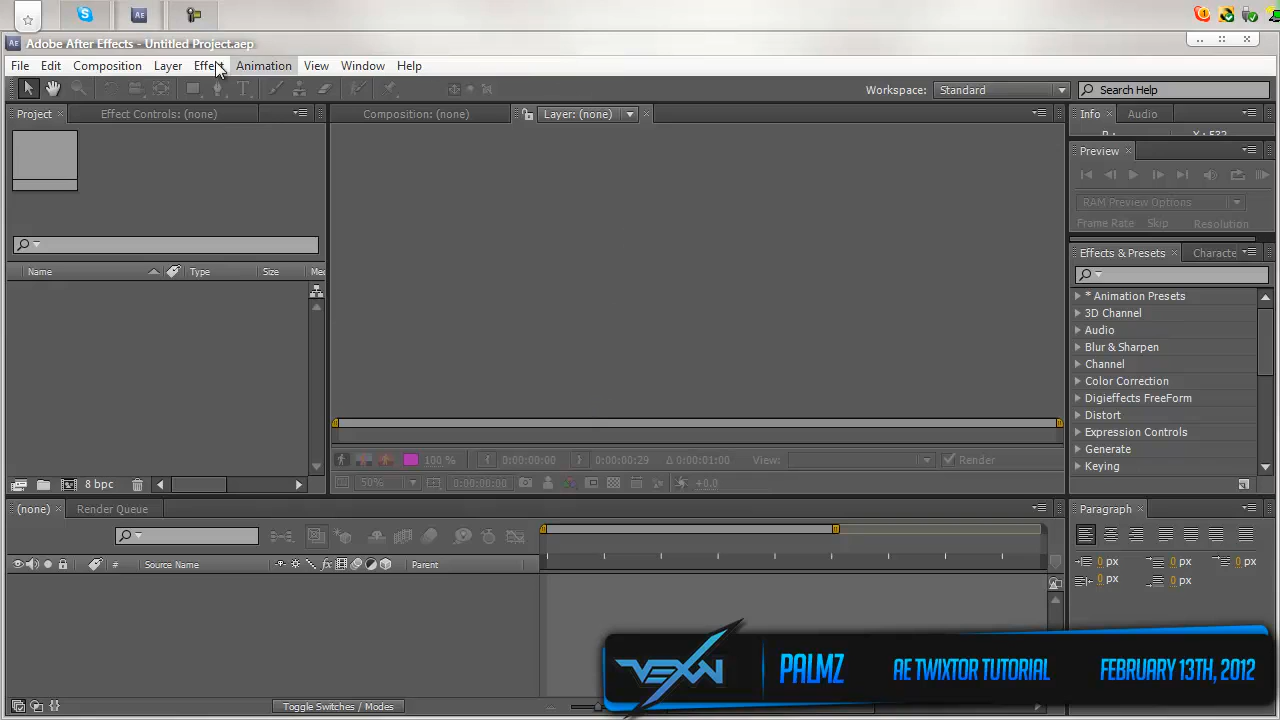 Adobe After Effects - Untitled Project.aep
File Edit Composition Layer Effect Animation View Window Help
Workspace: Standard Search Help
Project Effect Controls: (none) Composition: (none) Layer: (none) Info Audio
Preview
RAM Preview Options
Frame Rate Skip Resolution
Effects & Presets Characte
Name Type Size Me
* Animation Presets
3D Channel
Audio
Blur & Sharpen
Channel
Color Correction
Digieffects FreeForm
Distort
Expression Controls
Generate
Keying
100 % 0:00:00:00 0:00:00:29 Δ 0:00:01:00 View: Render
8 bpc 50% 0:00:00:00 +0.0
(none) Render Queue Paragraph
# Source Name Parent
0 px 0 px 0 px
0 px 0 px
VEXN PALMZ AE TWIXTOR TUTORIAL FEBRUARY 13TH, 2012
Toggle Switches / Modes